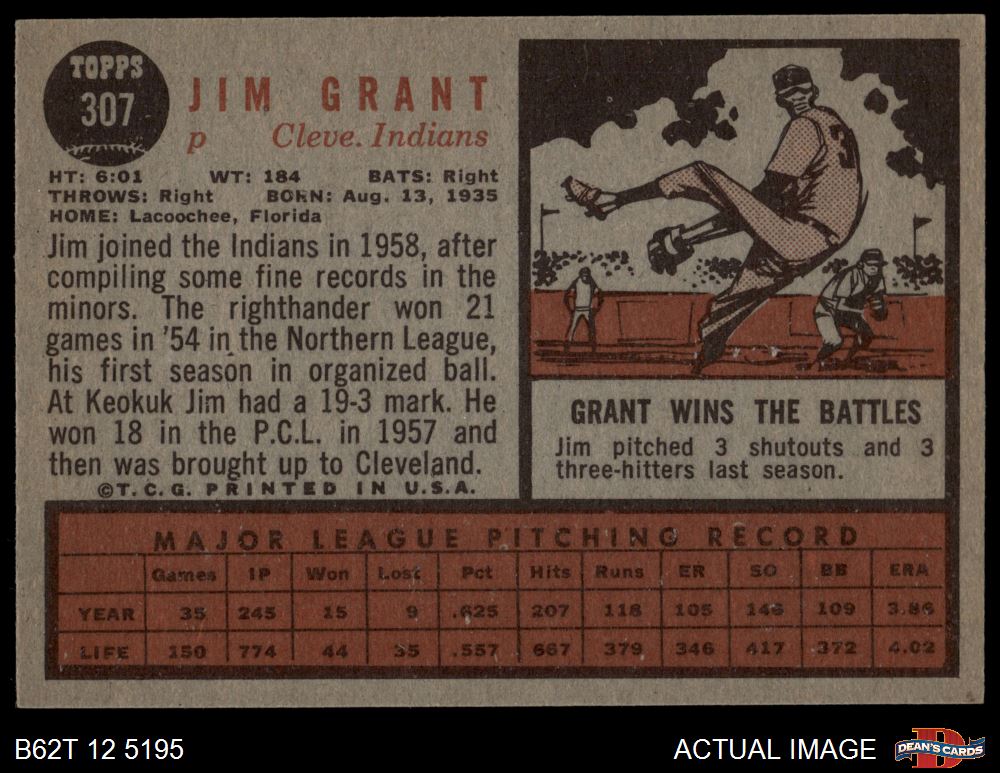 TOPPS
307
JIM GRANT
p Cleve. Indians
HT: 6:01 WT: 184 BATS: Right
THROWS: Right BORN: Aug. 13, 1935
HOME: Lacoochee, Florida
Jim joined the Indians in 1958, after
compiling some fine records in the
minors. The righthander won 21
games in '54 in the Northern League,
his first season in organized ball.
At Keokuk Jim had a 19-3 mark. He
won 18 in the P.C.L. in 1957 and
then was brought up to Cleveland.
©T.C.G. PRINTED IN U.S.A.
3
GRANT WINS THE BATTLES
Jim pitched 3 shutouts and 3
three-hitters last season.
MAJOR LEAGUE PITCHING RECORD
Games IP Won Lost Pct Hits Runs ER SO BB ERA
YEAR 35 245 15 9 .625 207 118 105 146 109 3.86
LIFE 150 774 44 35 .557 667 379 346 417 372 4.02
B62T 12 5195
ACTUAL IMAGE
D
DEAN'S CARDS